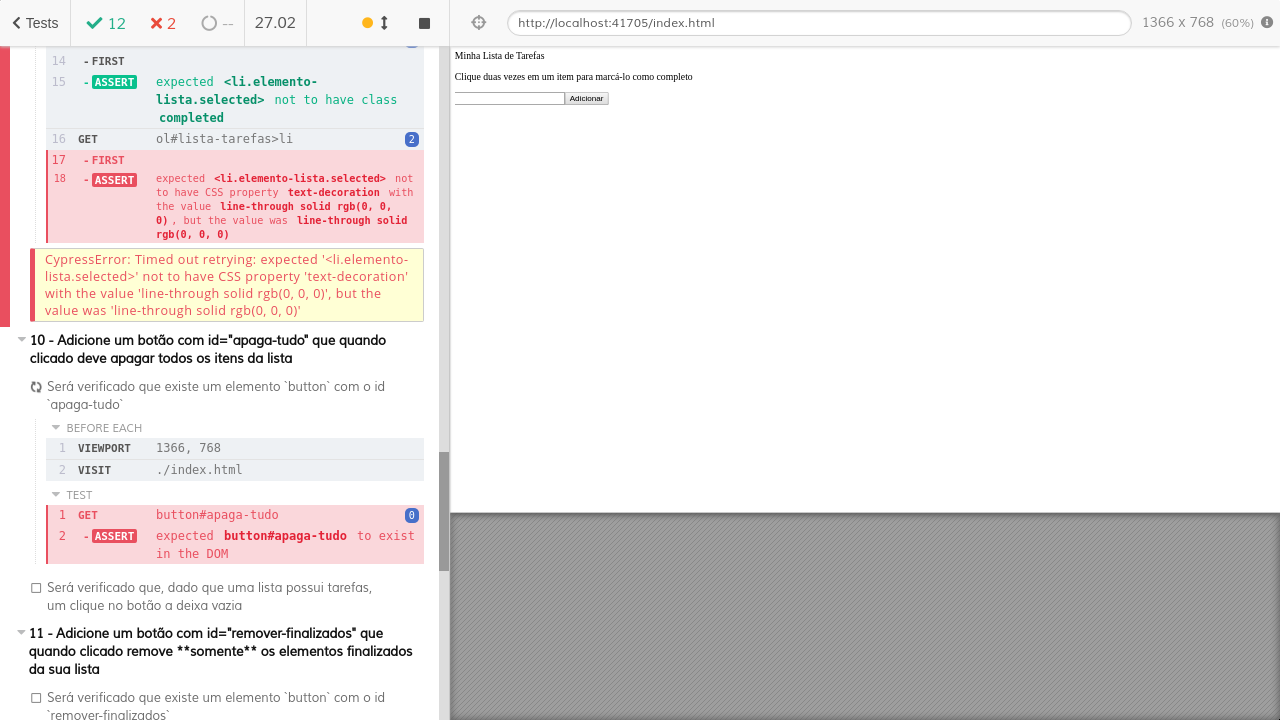 Tests
12
2
--
27.02
http://localhost:41705/index.html
1366 x 768 (60%)
14 - FIRST
15 - ASSERT expected <li.elemento-
lista.selected> not to have class
completed
16 GET ol#lista-tarefas>li 2
17 - FIRST
18 - ASSERT expected <li.elemento-lista.selected> not
to have CSS property text-decoration with
the value line-through solid rgb(0, 0,
0), but the value was line-through solid
rgb(0, 0, 0)
CypressError: Timed out retrying: expected '<li.elemento-
lista.selected>' not to have CSS property 'text-decoration'
with the value 'line-through solid rgb(0, 0, 0)', but the
value was 'line-through solid rgb(0, 0, 0)'
10 - Adicione um botão com id="apaga-tudo" que quando
clicado deve apagar todos os itens da lista
Será verificado que existe um elemento `button` com o id
`apaga-tudo`
BEFORE EACH
1 VIEWPORT 1366, 768
2 VISIT ./index.html
TEST
1 GET button#apaga-tudo 0
2 - ASSERT expected button#apaga-tudo to exist
in the DOM
Será verificado que, dado que uma lista possui tarefas,
um clique no botão a deixa vazia
11 - Adicione um botão com id="remover-finalizados" que
quando clicado remove **somente** os elementos finalizados
da sua lista
Será verificado que existe um elemento `button` com o id
`remover-finalizados`
Minha Lista de Tarefas
Clique duas vezes em um item para marcá-lo como completo
Adicionar